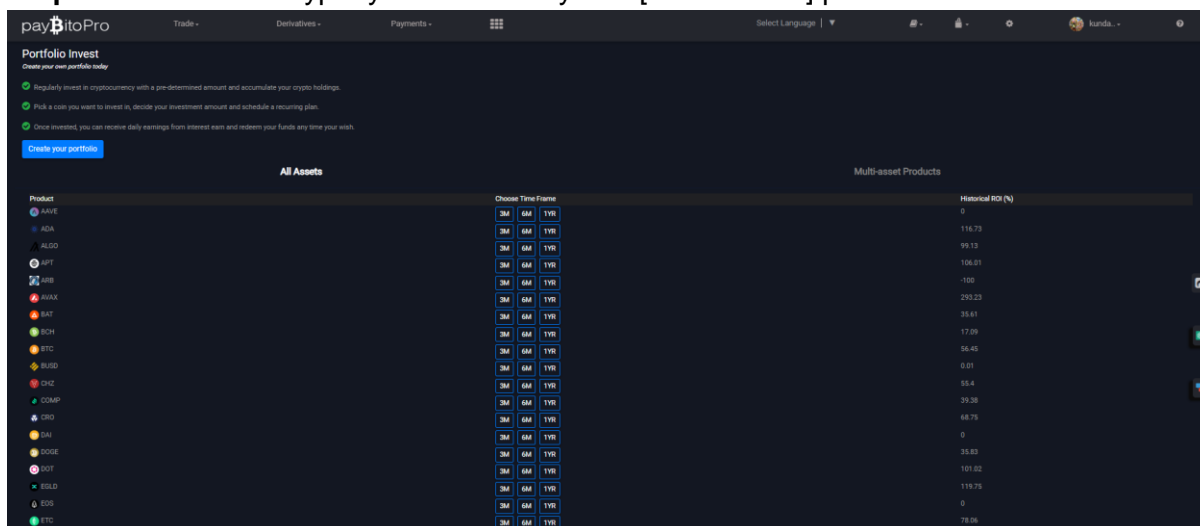 pay฿itoPro Trade Derivatives Payments Select Language | ▼ kunda..
Portfolio Invest
Create your own portfolio today
Regularly invest in cryptocurrency with a pre-determined amount and accumulate your crypto holdings.
Pick a coin you want to invest in, decide your investment amount and schedule a recurring plan.
Once invested, you can receive daily earnings from interest earn and redeem your funds any time your wish.
Create your portfolio
All Assets Multi-asset Products
Product Choose Time Frame Historical ROI (%)
AAVE 3M 6M 1YR 0
ADA 3M 6M 1YR 116.73
ALGO 3M 6M 1YR 99.13
APT 3M 6M 1YR 106.01
ARB 3M 6M 1YR -100
AVAX 3M 6M 1YR 293.23
BAT 3M 6M 1YR 35.61
BCH 3M 6M 1YR 17.09
BTC 3M 6M 1YR 56.45
BUSD 3M 6M 1YR 0.01
CHZ 3M 6M 1YR 55.4
COMP 3M 6M 1YR 39.38
CRO 3M 6M 1YR 68.75
DAI 3M 6M 1YR 0
DOGE 3M 6M 1YR 35.83
DOT 3M 6M 1YR 101.02
EGLD 3M 6M 1YR 119.75
EOS 3M 6M 1YR 0
ETC 3M 6M 1YR 78.06